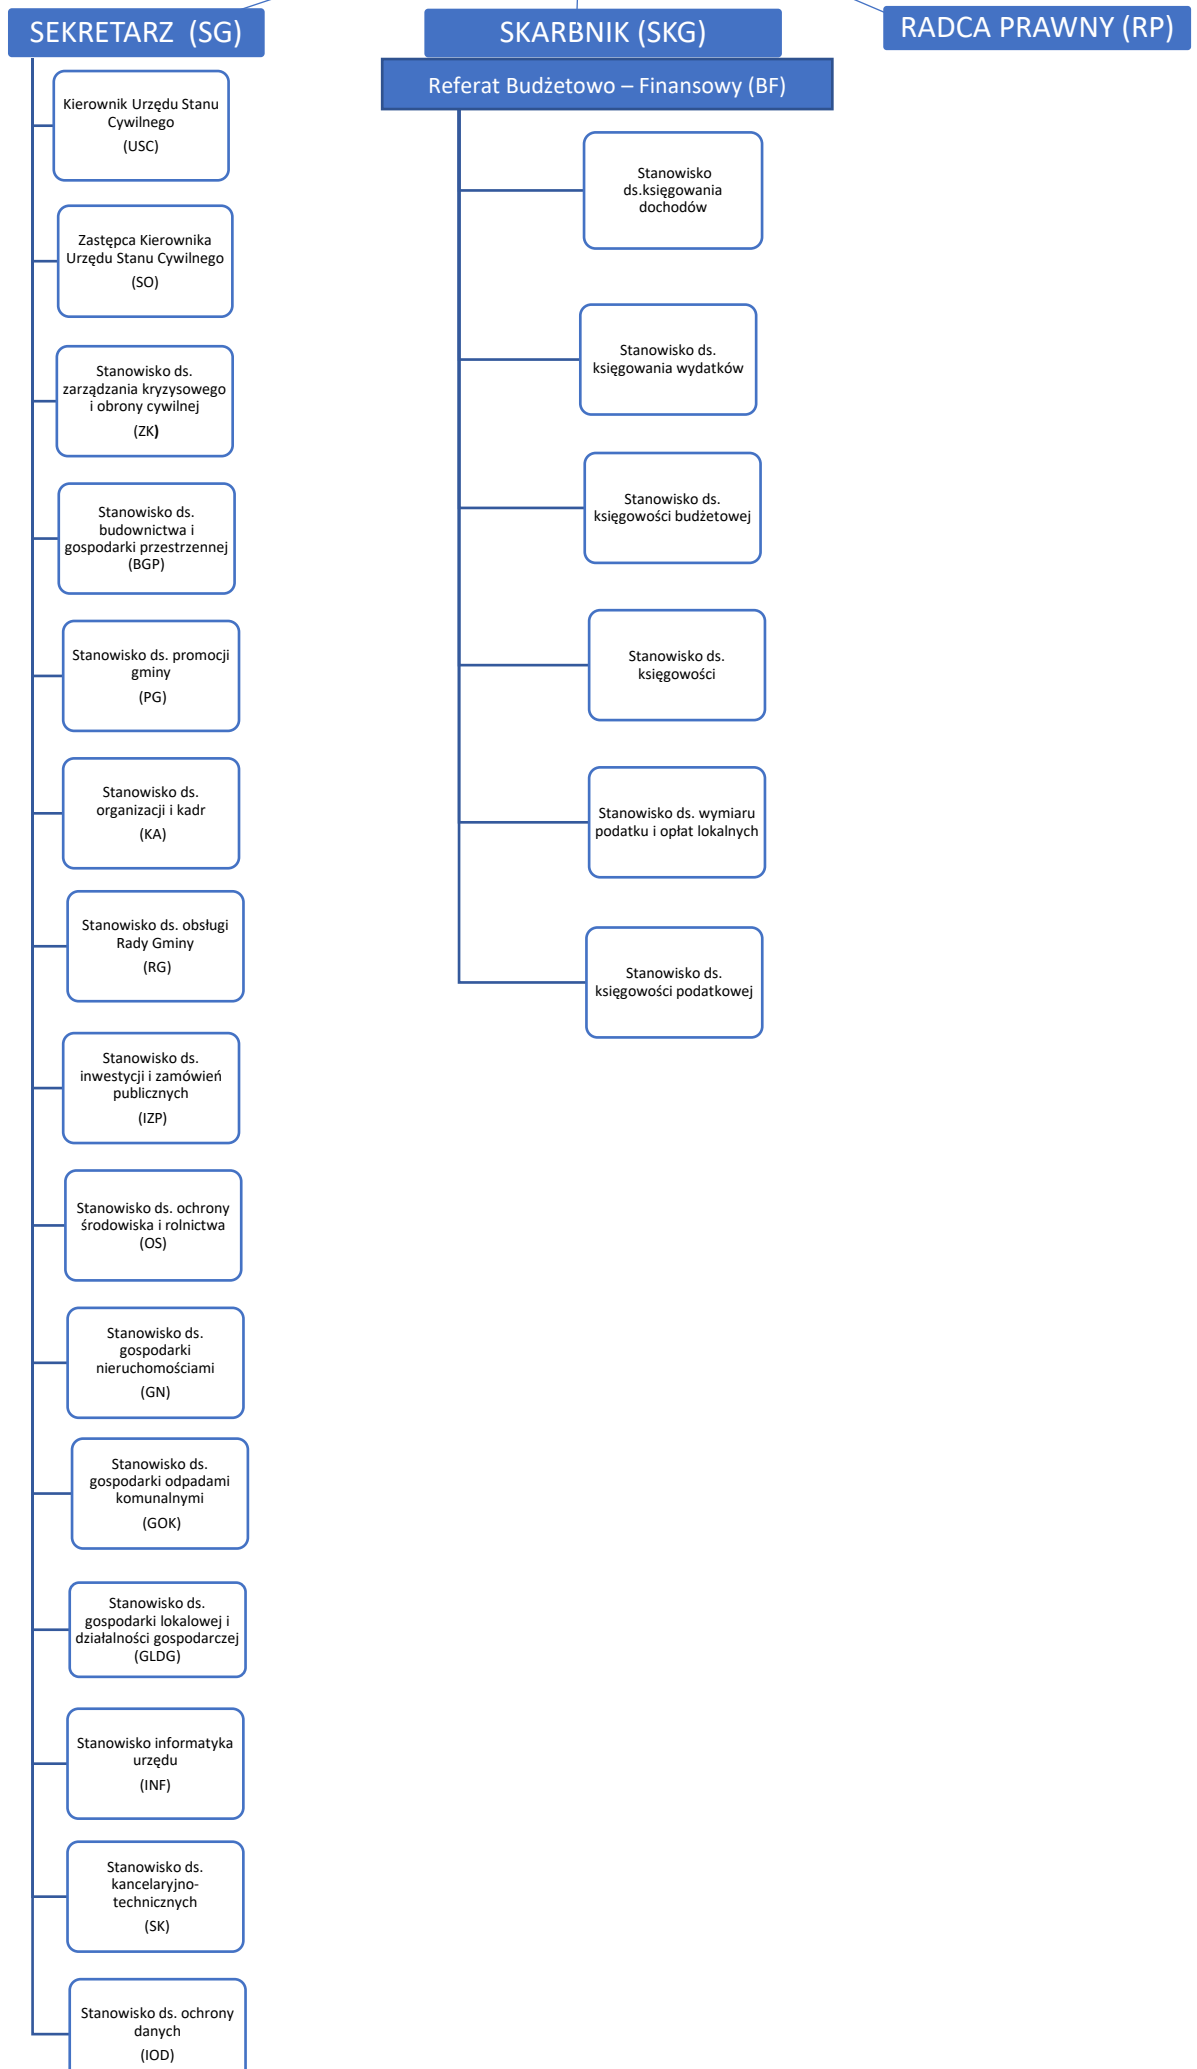 SEKRETARZ (SG)
Kierownik Urzędu Stanu
Cywilnego
(USC)
Zastępca Kierownika
Urzędu Stanu Cywilnego
(SO)
Stanowisko ds.
zarządzania kryzysowego
i obrony cywilnej
(ZK)
Stanowisko ds.
budownictwa i
gospodarki przestrzennej
(BGP)
Stanowisko ds. promocji
gminy
(PG)
Stanowisko ds.
organizacji i kadr
(KA)
Stanowisko ds. obsługi
Rady Gminy
(RG)
Stanowisko ds.
inwestycji i zamówień
publicznych
(IZP)
Stanowisko ds. ochrony
środowiska i rolnictwa
(OS)
Stanowisko ds.
gospodarki
nieruchomościami
(GN)
Stanowisko ds.
gospodarki odpadami
komunalnymi
(GOK)
Stanowisko ds.
gospodarki lokalowej i
działalności gospodarczej
(GLDG)
Stanowisko informatyka
urzędu
(INF)
Stanowisko ds.
kancelaryjno-
technicznych
(SK)
Stanowisko ds. ochrony
danych
(IOD)
SKARBNIK (SKG)
Referat Budżetowo – Finansowy (BF)
Stanowisko
ds.księgowania
dochodów
Stanowisko ds.
księgowania wydatków
Stanowisko ds.
księgowości budżetowej
Stanowisko ds.
księgowości
Stanowisko ds. wymiaru
podatku i opłat lokalnych
Stanowisko ds.
księgowości podatkowej
RADCA PRAWNY (RP)